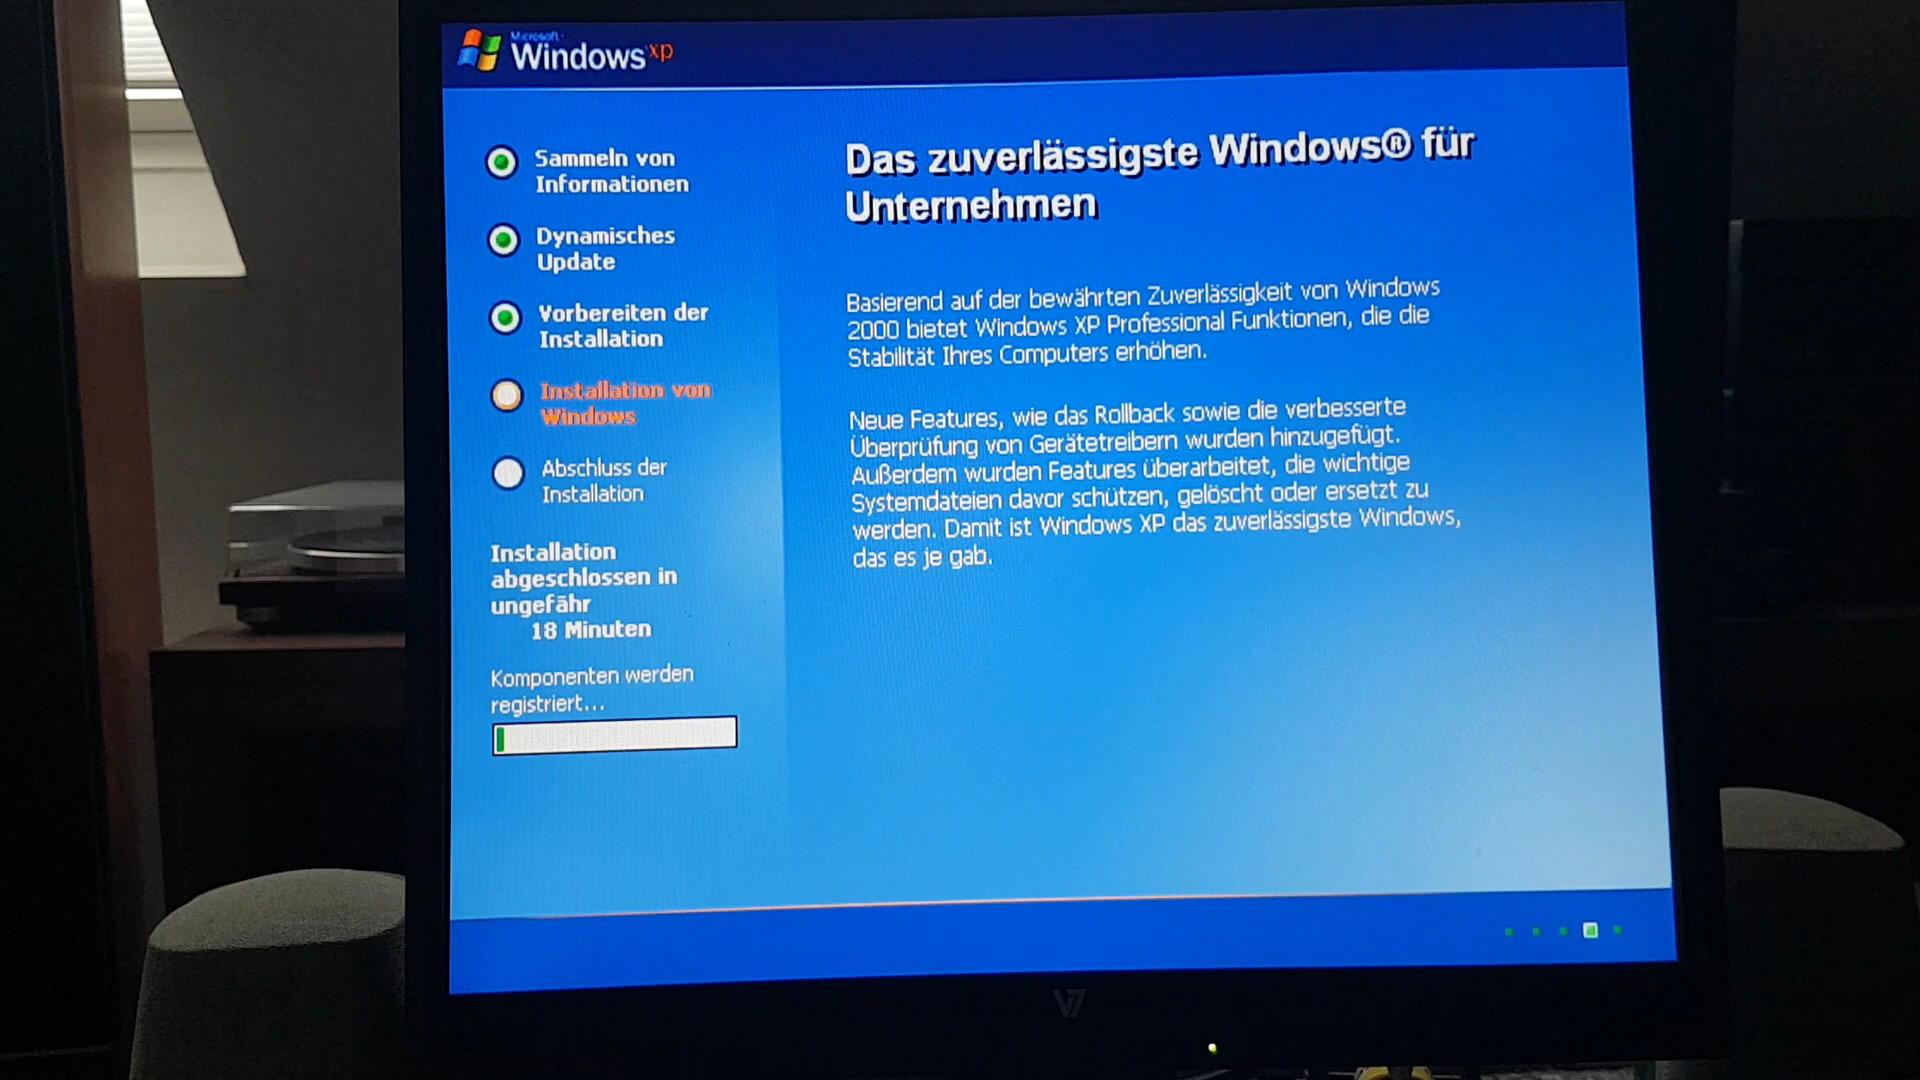 Microsoft
Windows xp
Sammeln von
Informationen
Dynamisches
Update
Vorbereiten der
Installation
Installation von
Windows
Abschluss der
Installation
Installation
abgeschlossen in
ungefähr
18 Minuten
Komponenten werden
registriert...
Das zuverlässigste Windows® für
Unternehmen
Basierend auf der bewährten Zuverlässigkeit von Windows
2000 bietet Windows XP Professional Funktionen, die die
Stabilität Ihres Computers erhöhen.
Neue Features, wie das Rollback sowie die verbesserte
Überprüfung von Gerätetreibern wurden hinzugefügt.
Außerdem wurden Features überarbeitet, die wichtige
Systemdateien davor schützen, gelöscht oder ersetzt zu
werden. Damit ist Windows XP das zuverlässigste Windows,
das es je gab.
V7